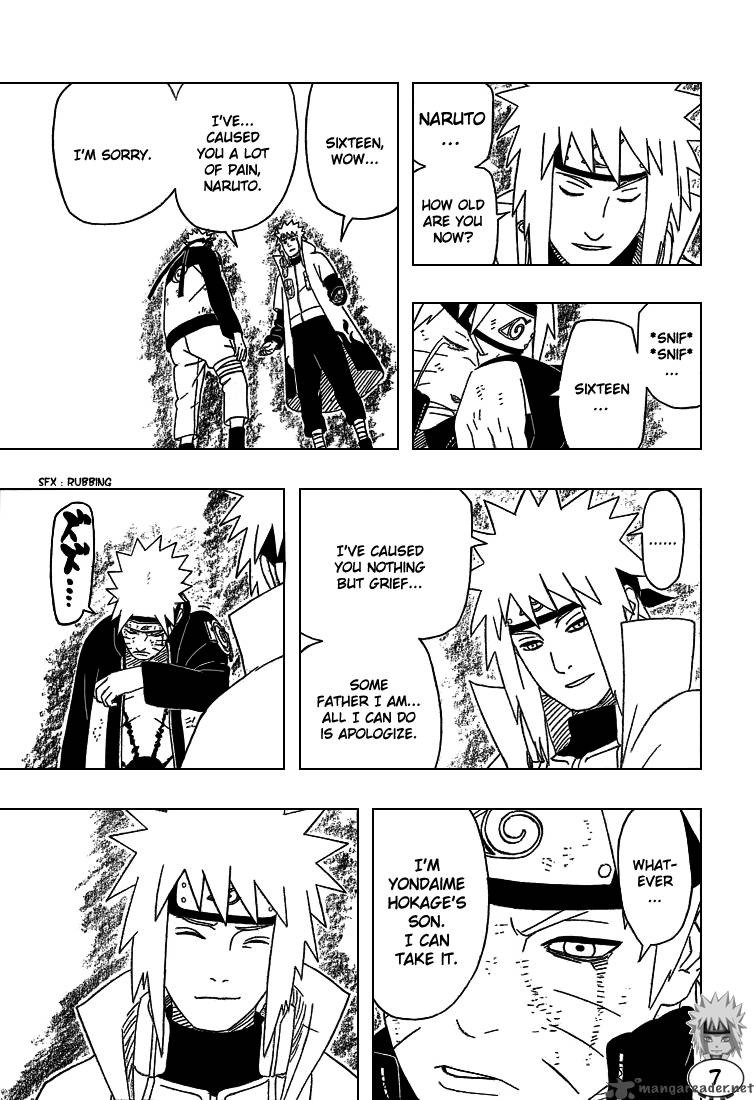 NARUTO
...
HOW OLD
ARE YOU
NOW?
*SNIF*
*SNIF*
...
SIXTEEN
...
SIXTEEN,
WOW...
I'VE...
CAUSED
YOU A LOT
OF PAIN,
NARUTO.
I'M SORRY.
........
I'VE CAUSED
YOU NOTHING
BUT GRIEF...
SOME
FATHER I AM...
ALL I CAN DO
IS APOLOGIZE.
SFX : RUBBING
WHAT-
EVER
...
I'M
YONDAIME
HOKAGE'S
SON.
I CAN
TAKE IT.
7
mangareader.net